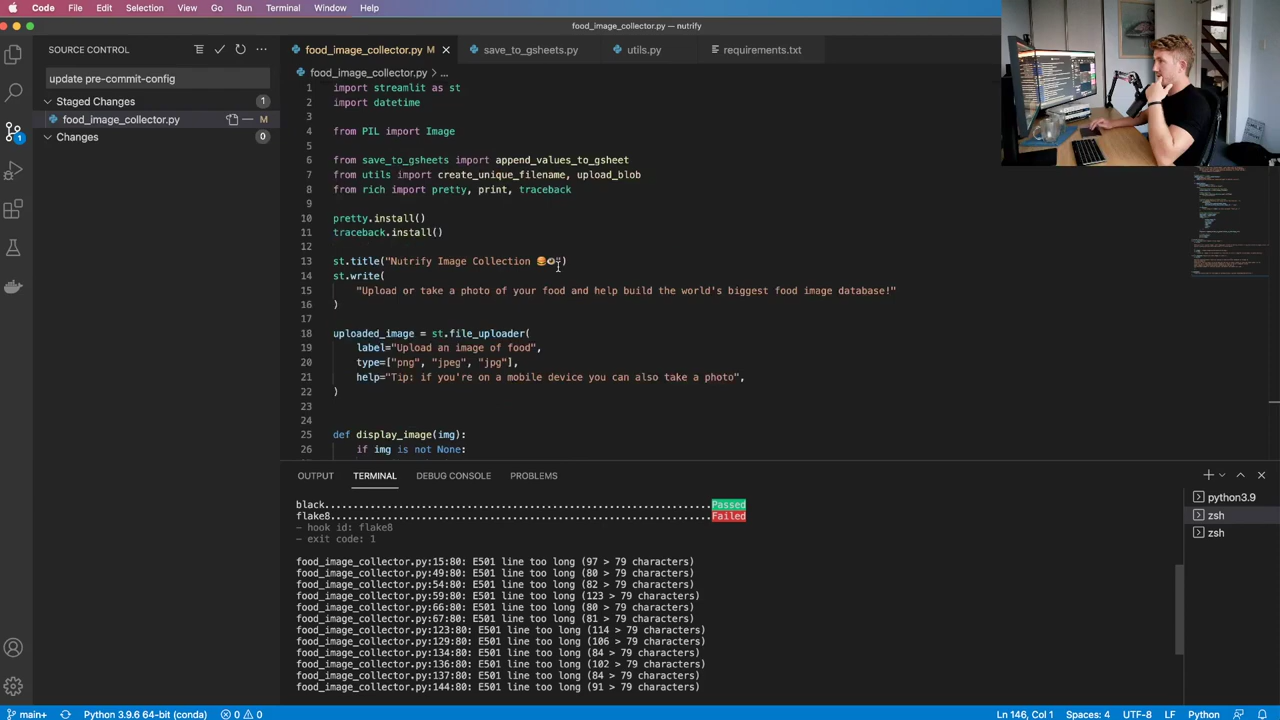 Code File Edit Selection View Go Run Terminal Window Help
food_image_collector.py — nutrify
SOURCE CONTROL
food_image_collector.py M
save_to_gsheets.py
utils.py
requirements.txt
food_image_collector.py > ...
update pre-commit-config
Staged Changes 1
food_image_collector.py M
Changes 0
1
1 import streamlit as st
2 import datetime
3
4 from PIL import Image
5
6 from save_to_gsheets import append_values_to_gsheet
7 from utils import create_unique_filename, upload_blob
8 from rich import pretty, print, traceback
9
10 pretty.install()
11 traceback.install()
12
13 st.title("Nutrify Image Collection 🍔👁")
14 st.write(
15 "Upload or take a photo of your food and help build the world's biggest food image database!"
16 )
17
18 uploaded_image = st.file_uploader(
19 label="Upload an image of food",
20 type=["png", "jpeg", "jpg"],
21 help="Tip: if you're on a mobile device you can also take a photo",
22 )
23
24
25 def display_image(img):
26 if img is not None:
OUTPUT TERMINAL DEBUG CONSOLE PROBLEMS
black...........................................................................Passed
flake8..........................................................................Failed
- hook id: flake8
- exit code: 1
food_image_collector.py:15:80: E501 line too long (97 > 79 characters)
food_image_collector.py:49:80: E501 line too long (80 > 79 characters)
food_image_collector.py:54:80: E501 line too long (82 > 79 characters)
food_image_collector.py:59:80: E501 line too long (123 > 79 characters)
food_image_collector.py:66:80: E501 line too long (80 > 79 characters)
food_image_collector.py:67:80: E501 line too long (81 > 79 characters)
food_image_collector.py:123:80: E501 line too long (114 > 79 characters)
food_image_collector.py:129:80: E501 line too long (106 > 79 characters)
food_image_collector.py:134:80: E501 line too long (84 > 79 characters)
food_image_collector.py:136:80: E501 line too long (102 > 79 characters)
food_image_collector.py:137:80: E501 line too long (84 > 79 characters)
food_image_collector.py:144:80: E501 line too long (91 > 79 characters)
python3.9
zsh
zsh
main+ Python 3.9.6 64-bit (conda) 0 0 Ln 146, Col 1 Spaces: 4 UTF-8 LF Python